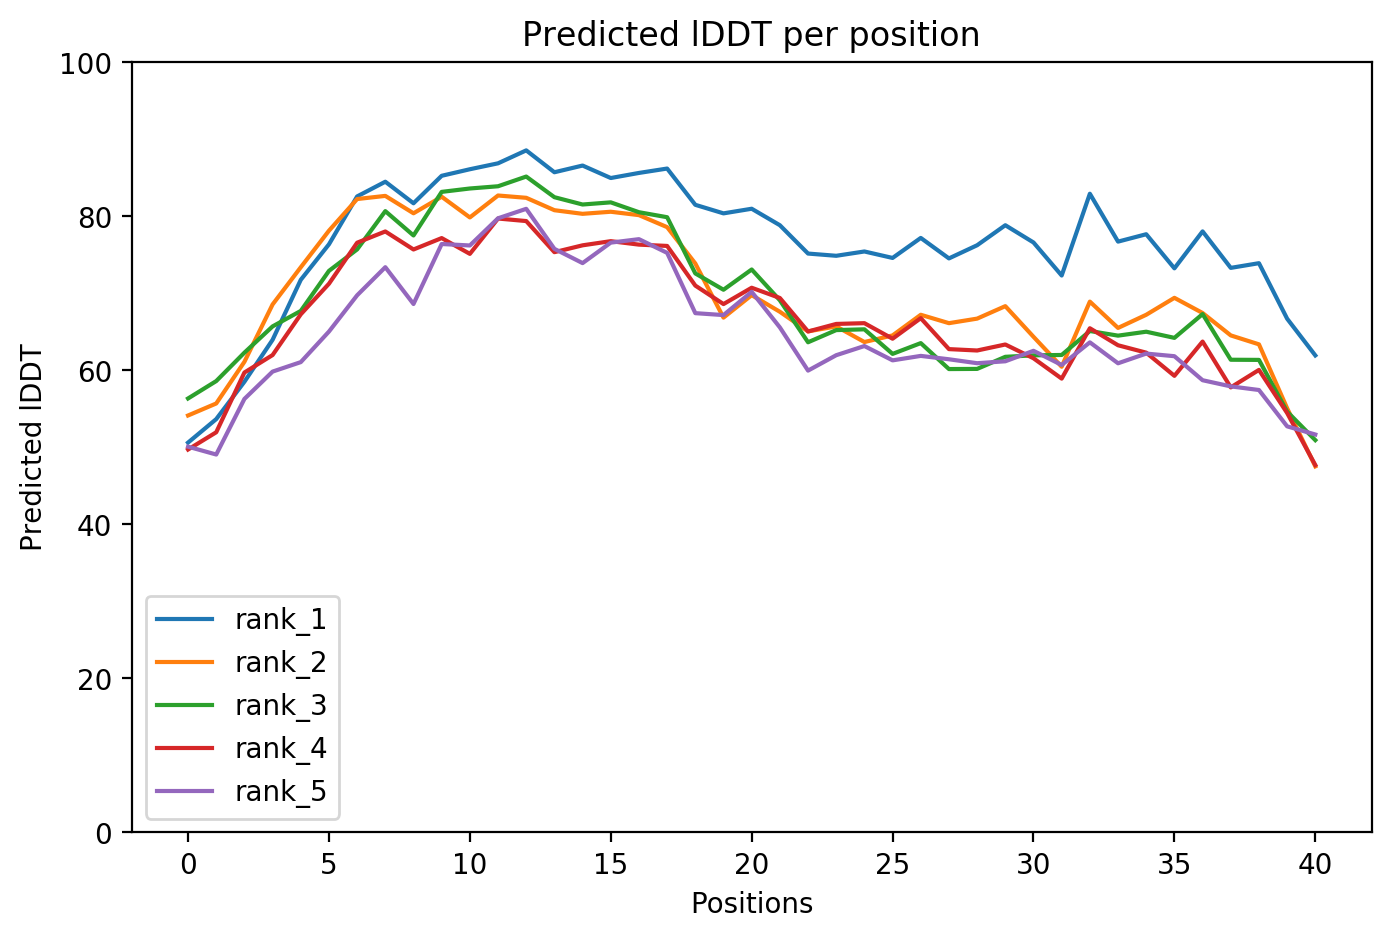 Predicted lDDT per position
100
80
60
40
20
0
Predicted lDDT
rank_1
rank_2
rank_3
rank_4
rank_5
0 5 10 15 20 25 30 35 40
Positions